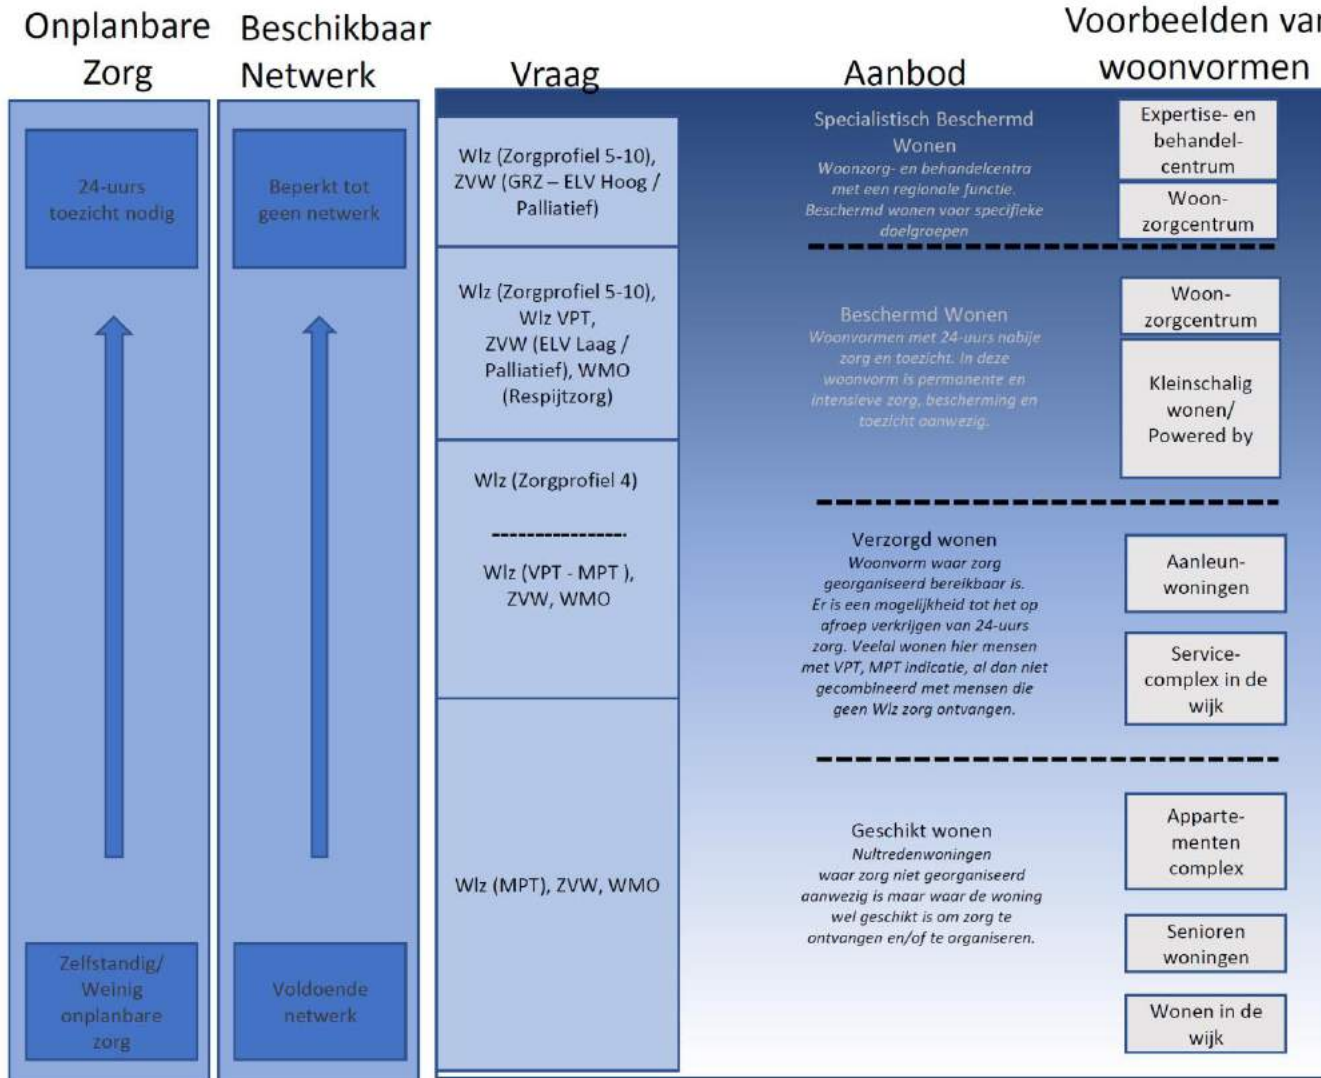 Onplanbare
Zorg
Beschikbaar
Netwerk
Vraag
Aanbod
Voorbeelden van
woonvormen
24-uurs
toezicht nodig
Zelfstandig/
Weinig
onplanbare
zorg
Beperkt tot
geen netwerk
Voldoende
netwerk
Wlz (Zorgprofiel 5-10),
ZVW (GRZ – ELV Hoog /
Palliatief)
Wlz (Zorgprofiel 5-10),
Wlz VPT,
ZVW (ELV Laag /
Palliatief), WMO
(Respijtzorg)
Wlz (Zorgprofiel 4)
Wlz (VPT - MPT ),
ZVW, WMO
Wlz (MPT), ZVW, WMO
Specialistisch Beschermd
Wonen
Woonzorg- en behandelcentra
met een regionale functie.
Beschermd wonen voor specifieke
doelgroepen
Beschermd Wonen
Woonvormen met 24-uurs nabije
zorg en toezicht. In deze
woonvorm is permanente en
intensieve zorg, bescherming en
toezicht aanwezig.
Verzorgd wonen
Woonvorm waar zorg
georganiseerd bereikbaar is.
Er is een mogelijkheid tot het op
afroep verkrijgen van 24-uurs
zorg. Veelal wonen hier mensen
met VPT, MPT indicatie, al dan niet
gecombineerd met mensen die
geen Wlz zorg ontvangen.
Geschikt wonen
Nultredenwoningen
waar zorg niet georganiseerd
aanwezig is maar waar de woning
wel geschikt is om zorg te
ontvangen en/of te organiseren.
Expertise- en
behandel-
centrum
Woon-
zorgcentrum
Woon-
zorgcentrum
Kleinschalig
wonen/
Powered by
Aanleun-
woningen
Service-
complex in de
wijk
Apparte-
menten
complex
Senioren
woningen
Wonen in de
wijk